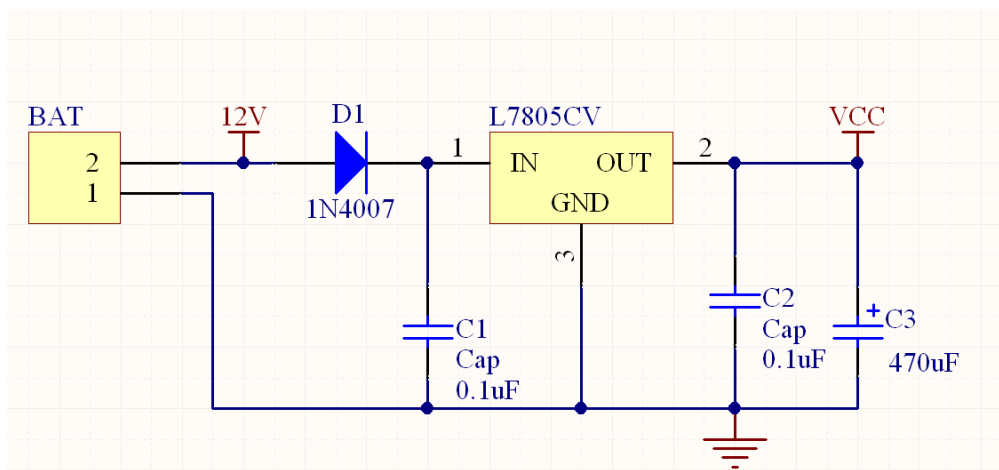 BAT
12V
D1
L7805CV
VCC
2
1
1N4007
1
IN
OUT
GND
2
3
C1
Cap
0.1uF
C2
Cap
0.1uF
+
C3
470uF